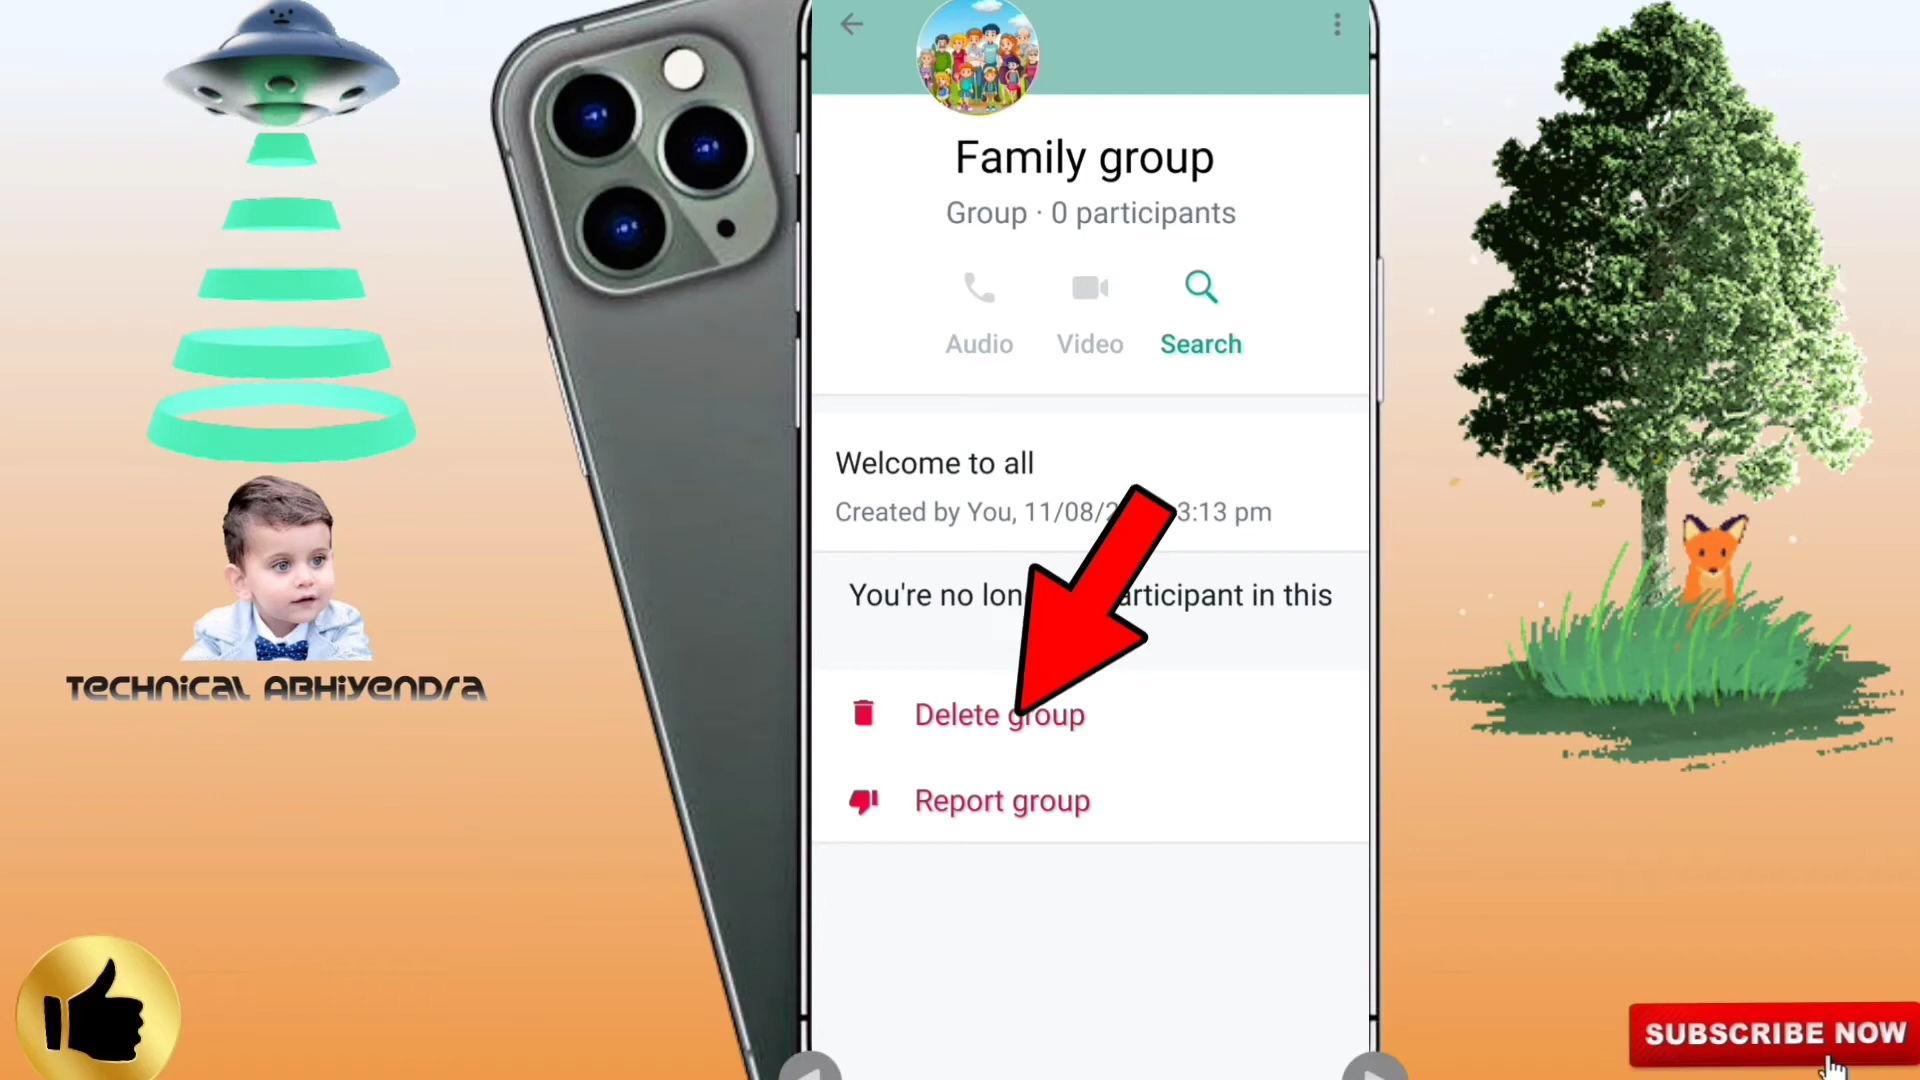 Family group
Group · 0 participants
Audio Video Search
Welcome to all
Created by You, 11/08/2 3:13 pm
You're no lon articipant in this
Delete group
Report group
TECHNICAL ABHIYENDRA
SUBSCRIBE NOW